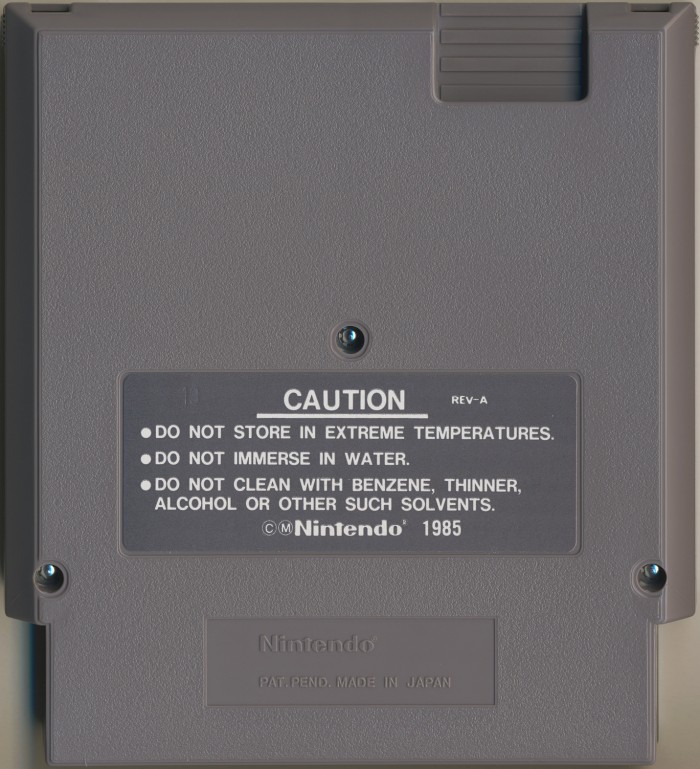 CAUTION REV-A
●DO NOT STORE IN EXTREME TEMPERATURES.
●DO NOT IMMERSE IN WATER.
●DO NOT CLEAN WITH BENZENE, THINNER,
ALCOHOL OR OTHER SUCH SOLVENTS.
ⒸⓂNintendo® 1985
Nintendo®
PAT. PEND. MADE IN JAPAN